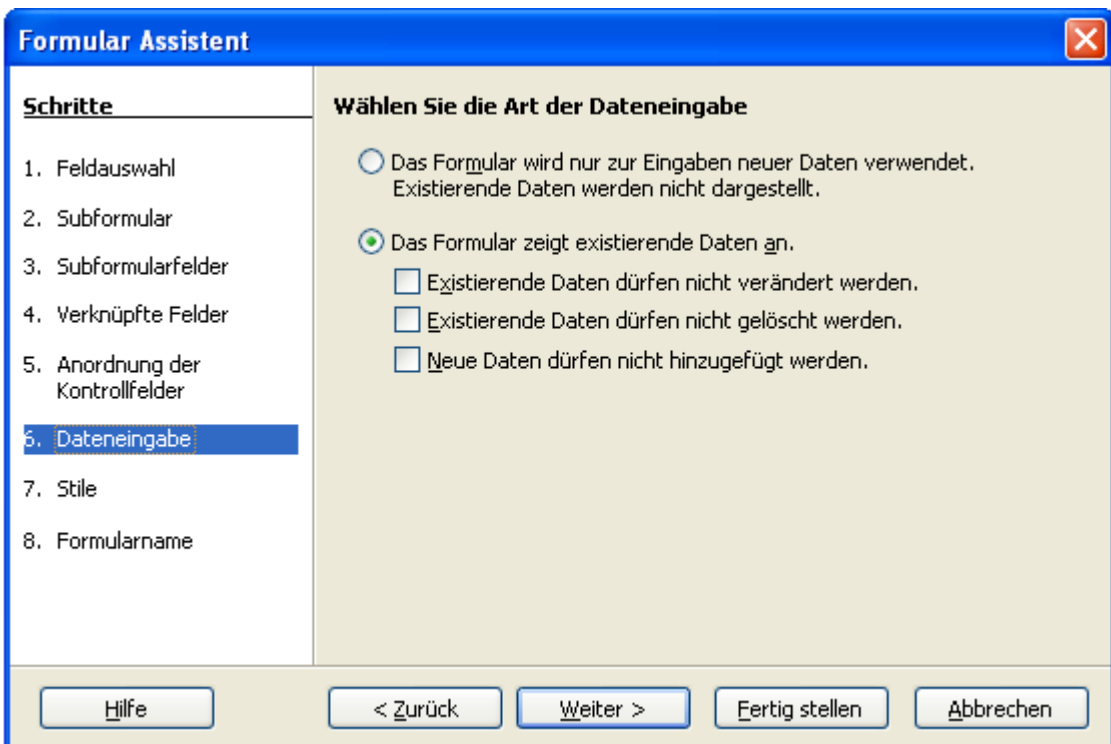 Formular Assistent
Schritte
1. Feldauswahl
2. Subformular
3. Subformularfelder
4. Verknüpfte Felder
5. Anordnung der
Kontrollfelder
6. Dateneingabe
7. Stile
8. Formularname
Wählen Sie die Art der Dateneingabe
Das Formular wird nur zur Eingaben neuer Daten verwendet.
Existierende Daten werden nicht dargestellt.
Das Formular zeigt existierende Daten an.
Existierende Daten dürfen nicht verändert werden.
Existierende Daten dürfen nicht gelöscht werden.
Neue Daten dürfen nicht hinzugefügt werden.
Hilfe
< Zurück
Weiter >
Fertig stellen
Abbrechen